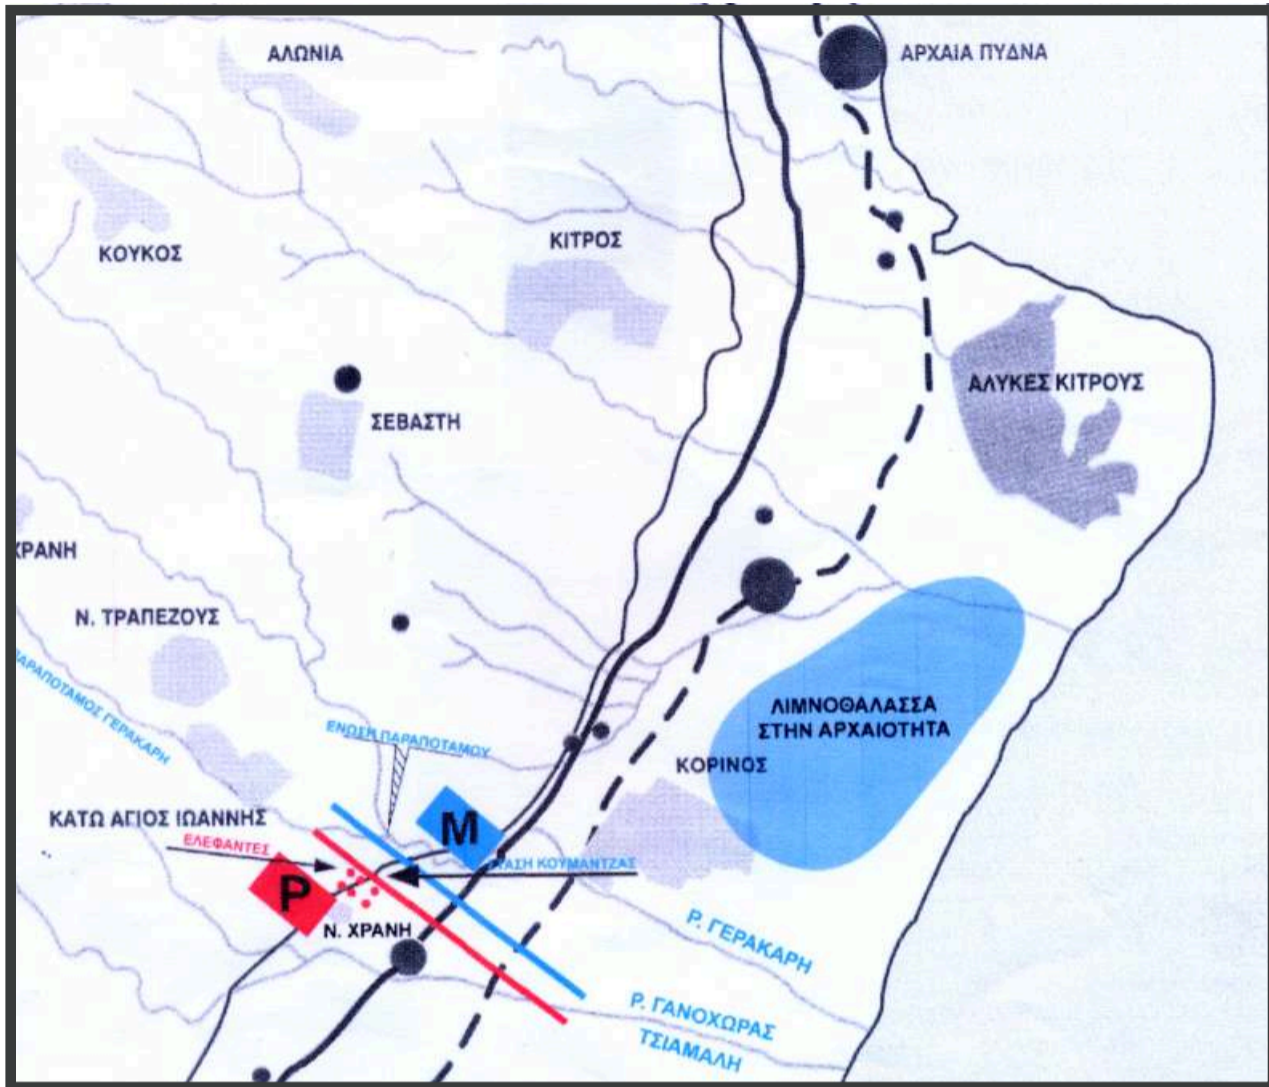 ΑΛΩΝΙΑ
ΑΡΧΑΙΑ ΠΥΔΝΑ
ΚΟΥΚΟΣ
ΚΙΤΡΟΣ
ΑΛΥΚΕΣ ΚΙΤΡΟΥΣ
ΣΕΒΑΣΤΗ
ΧΡΑΝΗ
Ν. ΤΡΑΠΕΖΟΥΣ
ΠΑΡΑΠΟΤΑΜΟΣ ΓΕΡΑΚΑΡΗ
ΛΙΜΝΟΘΑΛΑΣΣΑ
ΣΤΗΝ ΑΡΧΑΙΟΤΗΤΑ
ΕΝΩΣΗ ΠΑΡΑΠΟΤΑΜΟΥ
ΚΟΡΙΝΟΣ
ΚΑΤΩ ΑΓΙΟΣ ΙΩΑΝΝΗΣ
Μ
ΕΛΕΦΑΝΤΕΣ
ΚΟΥΜΑΝΤΖΑΣ
Ρ
Ν. ΧΡΑΝΗ
Ρ. ΓΕΡΑΚΑΡΗ
Ρ. ΓΑΝΟΧΩΡΑΣ
ΤΣΙΑΜΑΛΗ